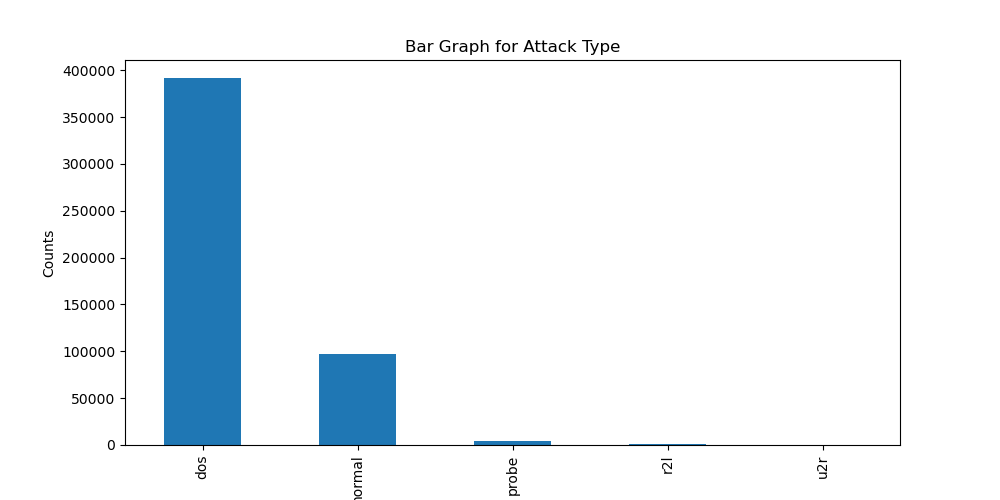 Bar Graph for Attack Type
400000
350000
300000
250000
200000
150000
100000
50000
0
Counts
dos
normal
probe
r2l
u2r